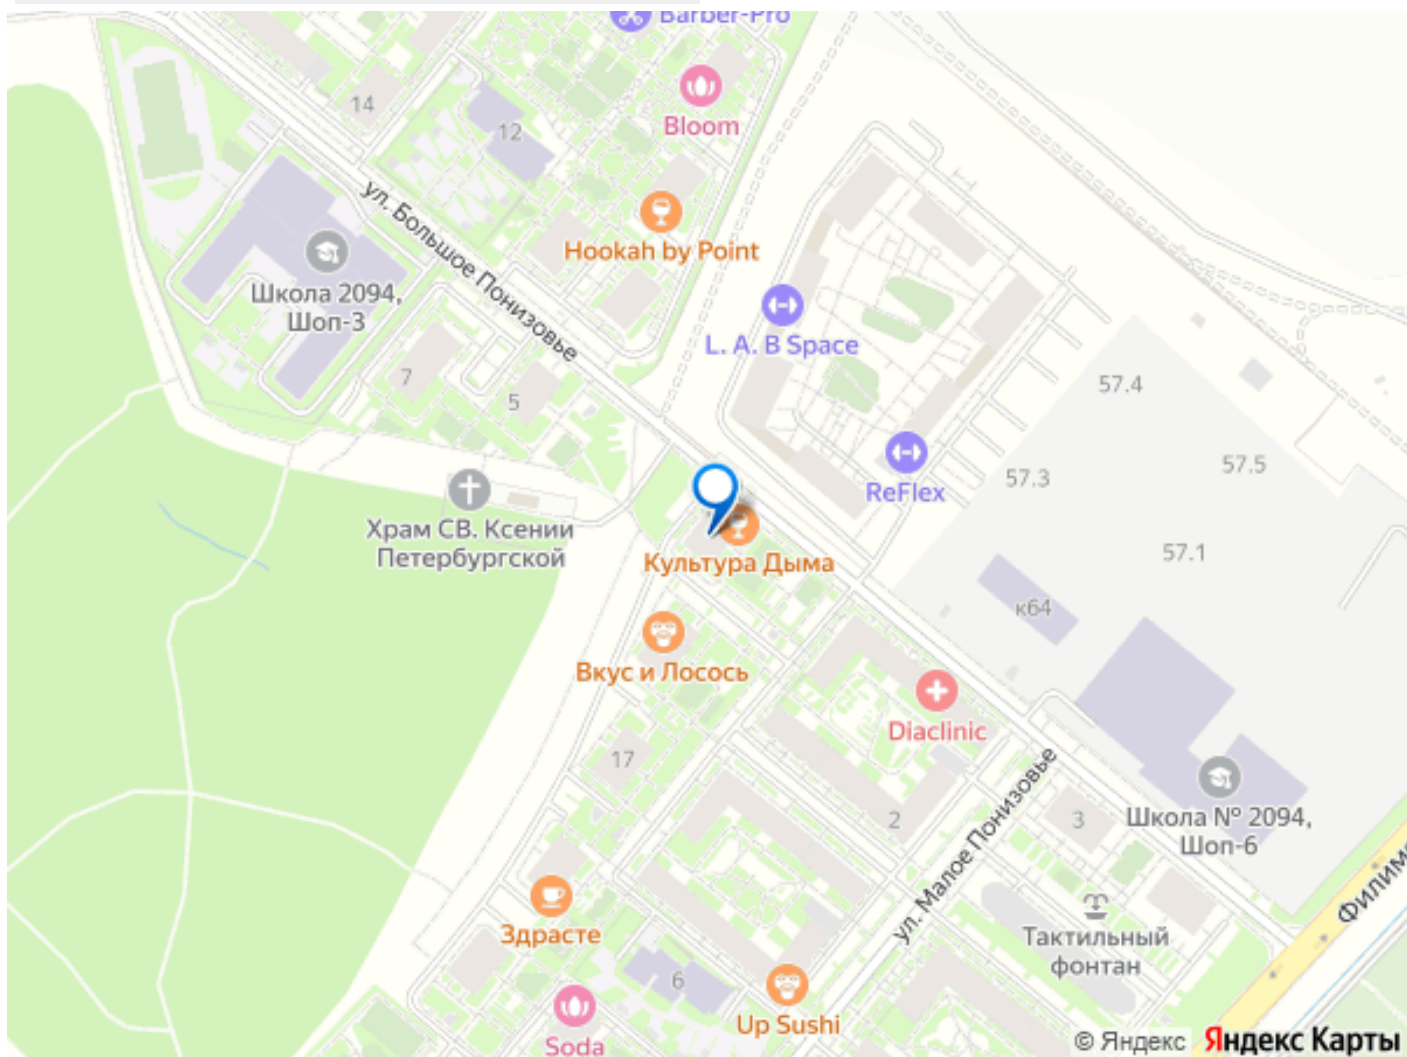 Barber-Pro
14
Bloom
12
ул. Большое Понизовье
Hookah by Point
Школа 2094,
Шоп-3
L. A. B Space
7
5
57.4
57.5
57.3
ReFlex
Храм СВ. Ксении
Петербургской
Культура Дыма
57.1
к64
Вкус и Лосось
Diaclinic
17
2
ул. Малое Понизовье
3
Школа № 2094,
Шоп-6
Филима
Тактильный
фонтан
Здрасте
6
Up Sushi
Soda
© Яндекс Яндекс Карты